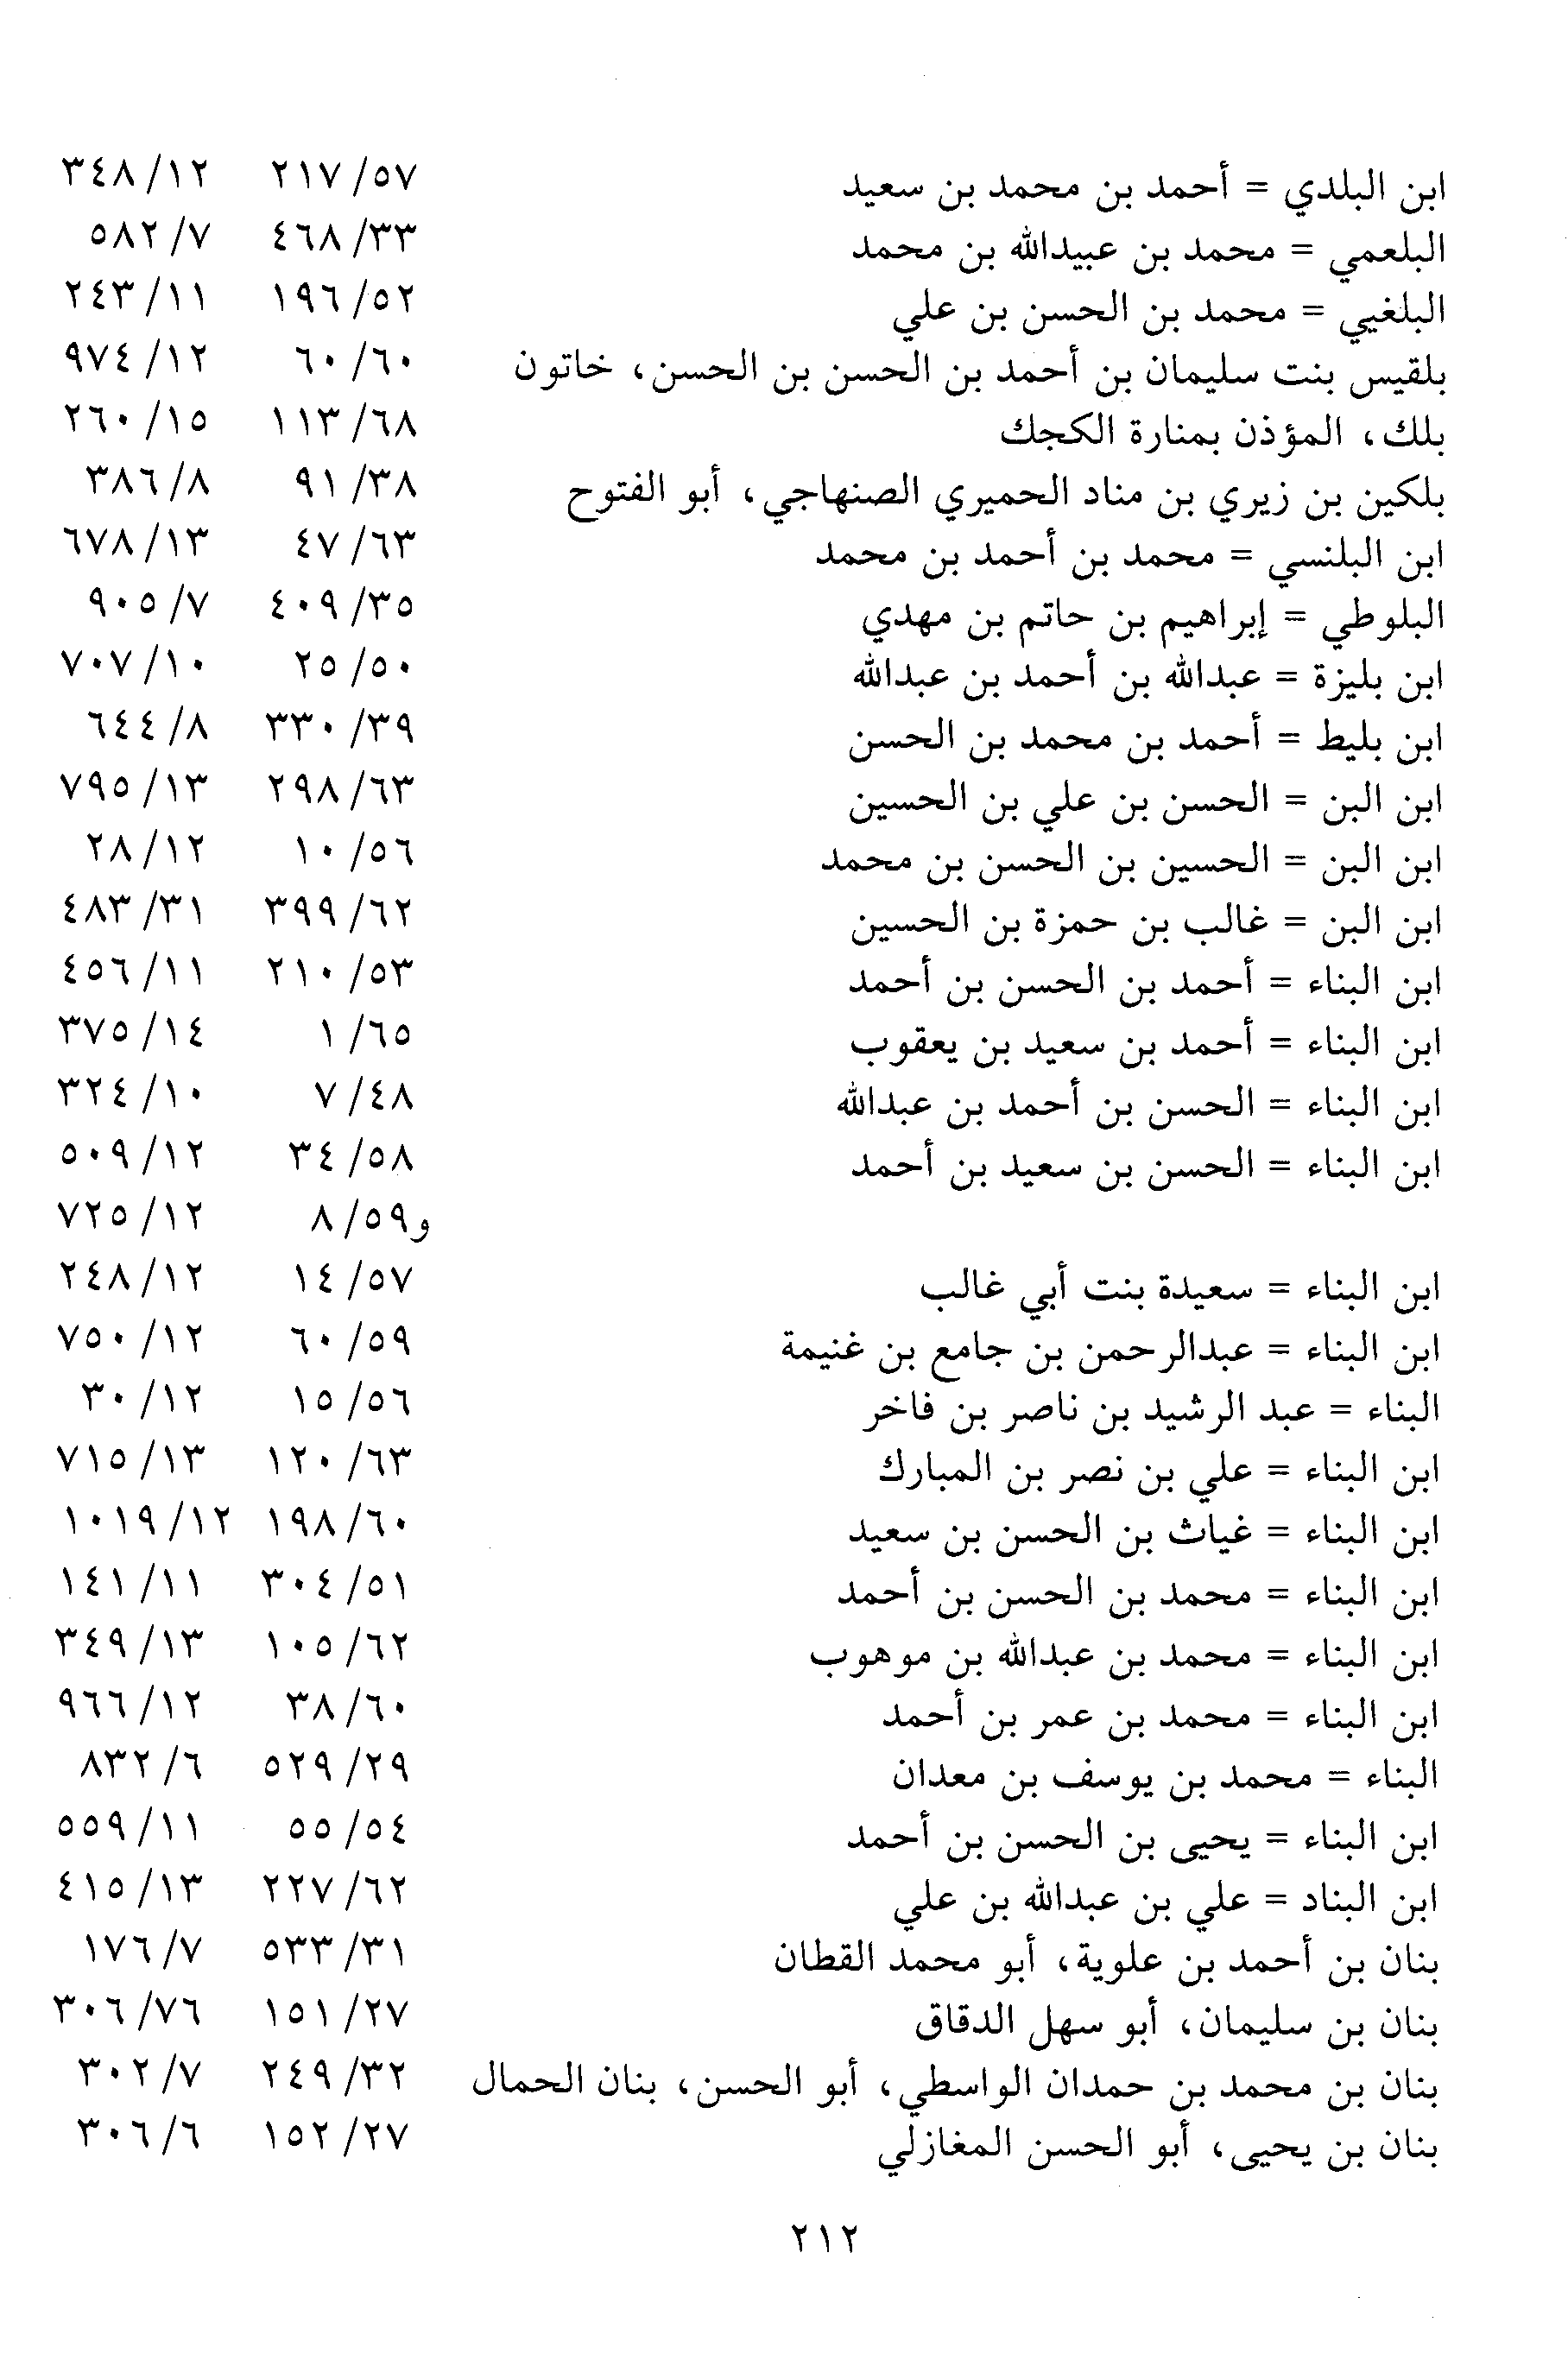 ابن البلدي = أحمد بن محمد بن سعيد ٥٧/ ٢١٧ ١٢/ ٣٤٨
البلعمي = محمد بن عبيدالله بن محمد ٣٣/ ٤٦٨ ٧/ ٥٨٢
البلغيي = محمد بن الحسن بن علي ٥٢/ ١٩٦ ١١/ ٢٤٣
بلقيس بنت سليمان بن أحمد بن الحسن بن الحسن، خاتون ٦٠/ ٦٠ ١٢/ ٩٧٤
بلك، المؤذن بمنارة الكجك ٦٨/ ١١٣ ١٥/ ٢٦٠
بلكين بن زيري بن مناد الحميري الصنهاجي، أبو الفتوح ٣٨/ ٩١ ٨/ ٣٨٦
ابن البلنسي = محمد بن أحمد بن محمد ٦٣/ ٤٧ ١٣/ ٦٧٨
البلوطي = إبراهيم بن حاتم بن مهدي ٣٥/ ٤٠٩ ٧/ ٩٠٥
ابن بليزة = عبدالله بن أحمد بن عبدالله ٥٠/ ٢٥ ١٠/ ٧٠٧
ابن بليط = أحمد بن محمد بن الحسن ٣٩/ ٣٣٠ ٨/ ٦٤٤
ابن البن = الحسن بن علي بن الحسين ٦٣/ ٢٩٨ ١٣/ ٧٩٥
ابن البن = الحسين بن الحسن بن محمد ٥٦/ ١٠ ١٢/ ٢٨
ابن البن = غالب بن حمزة بن الحسين ٦٢/ ٣٩٩ ٣١/ ٤٨٣
ابن البناء = أحمد بن الحسن بن أحمد ٥٣/ ٢١٠ ١١/ ٤٥٦
ابن البناء = أحمد بن سعيد بن يعقوب ٦٥/ ١ ١٤/ ٣٧٥
ابن البناء = الحسن بن أحمد بن عبدالله ٤٨/ ٧ ١٠/ ٣٢٤
ابن البناء = الحسن بن سعيد بن أحمد ٥٨/ ٣٤ ١٢/ ٥٠٩
و٥٩/ ٨ ١٢/ ٧٢٥
ابن البناء = سعيدة بنت أبي غالب ٥٧/ ١٤ ١٢/ ٢٤٨
ابن البناء = عبدالرحمن بن جامع بن غنيمة ٥٩/ ٦٠ ١٢/ ٧٥٠
البناء = عبد الرشيد بن ناصر بن فاخر ٥٦/ ١٥ ١٢/ ٣٠
ابن البناء = علي بن نصر بن المبارك ٦٣/ ١٢٠ ١٣/ ٧١٥
ابن البناء = غياث بن الحسن بن سعيد ٦٠/ ١٩٨ ١٢/ ١٠١٩
ابن البناء = محمد بن الحسن بن أحمد ٥١/ ٣٠٤ ١١/ ١٤١
ابن البناء = محمد بن عبدالله بن موهوب ٦٢/ ١٠٥ ١٣/ ٣٤٩
ابن البناء = محمد بن عمر بن أحمد ٦٠/ ٣٨ ١٢/ ٩٦٦
البناء = محمد بن يوسف بن معدان ٢٩/ ٥٢٩ ٦/ ٨٣٢
ابن البناء = يحيى بن الحسن بن أحمد ٥٤/ ٥٥ ١١/ ٥٥٩
ابن البناد = علي بن عبدالله بن علي ٦٢/ ٢٢٧ ١٣/ ٤١٥
بنان بن أحمد بن علوية، أبو محمد القطان ٣١/ ٥٣٣ ٧/ ١٧٦
بنان بن سليمان، أبو سهل الدقاق ٢٧/ ١٥١ ٧٦/ ٣٠٦
بنان بن محمد بن حمدان الواسطي، أبو الحسن، بنان الحمال ٣٢/ ٢٤٩ ٧/ ٣٠٢
بنان بن يحيى، أبو الحسن المغازلي ٢٧/ ١٥٢ ٦/ ٣٠٦
٢١٢